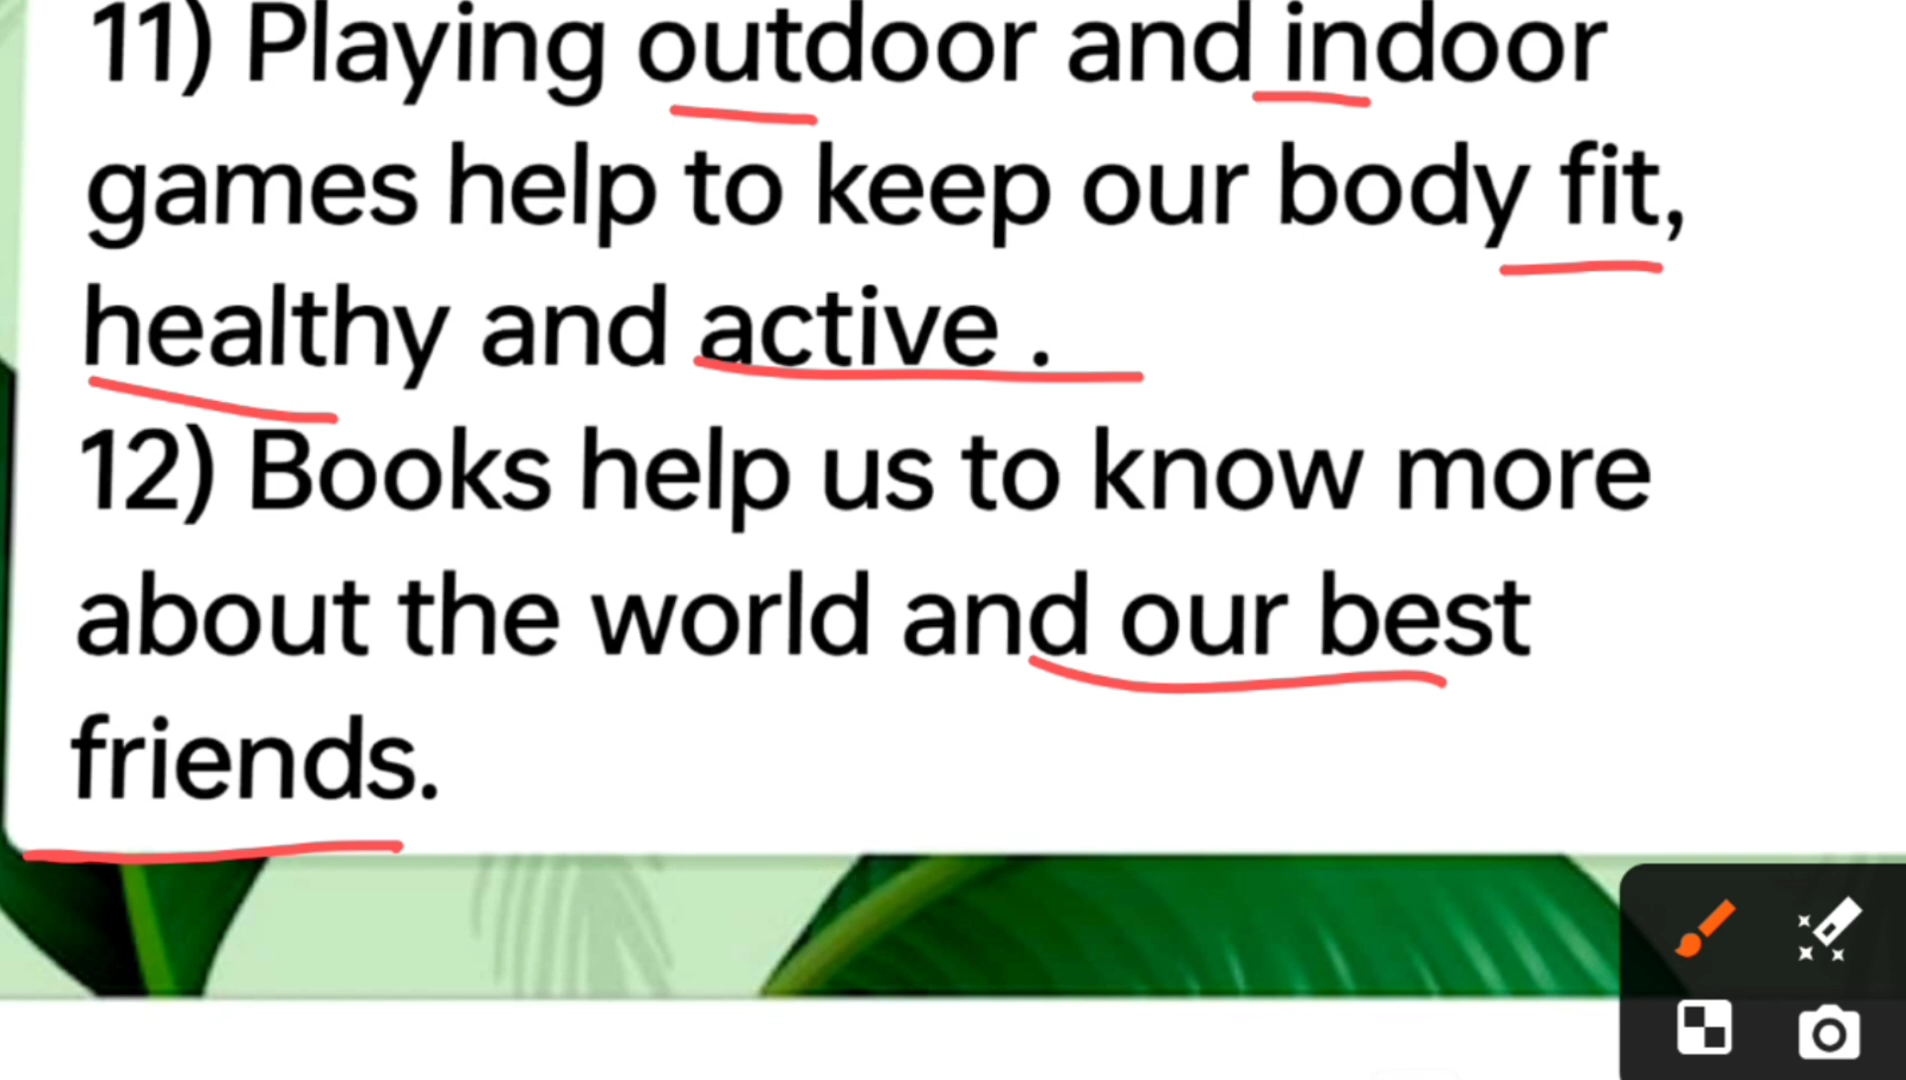 11) Playing outdoor and indoor
games help to keep our body fit,
healthy and active .
12) Books help us to know more
about the world and our best
friends.